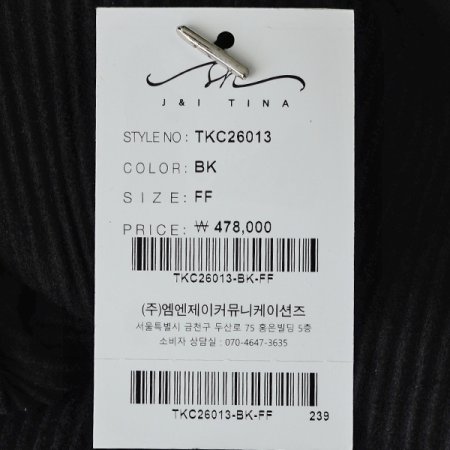 J & I TINA
STYLE NO : TKC26013
COLOR: BK
SIZE: FF
PRICE: ₩ 478,000
TKC26013-BK-FF
(주)엠엔제이커뮤니케이션즈
서울특별시 금천구 두산로 75 홍은빌딩 5층
소비자 상담실 : 070-4647-3635
TKC26013-BK-FF 239